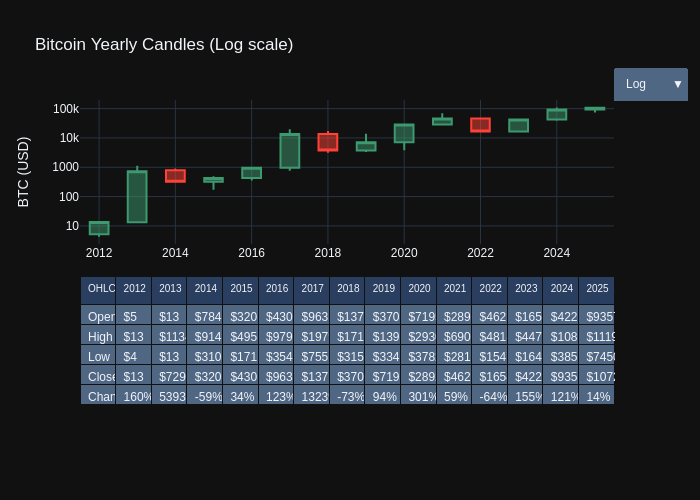 Bitcoin Yearly Candles (Log scale)
Log ▼
100k
10k
1000
100
10
BTC (USD)
2012 2014 2016 2018 2020 2022 2024
OHLC 2012 2013 2014 2015 2016 2017 2018 2019 2020 2021 2022 2023 2024 2025
Oper $5 $13 $784 $320 $430 $963 $137 $370 $719 $289 $462 $165 $422 $935
High $13 $113 $914 $495 $979 $197 $171 $139 $293 $690 $481 $447 $108 $1119
Low $4 $13 $310 $171 $354 $755 $315 $334 $378 $281 $154 $164 $385 $7450
Close $13 $729 $320 $430 $963 $137 $370 $719 $289 $462 $165 $422 $935 $1072
Char 160% 5393 -59% 34% 123% 1323 -73% 94% 301% 59% -64% 155% 121% 14%